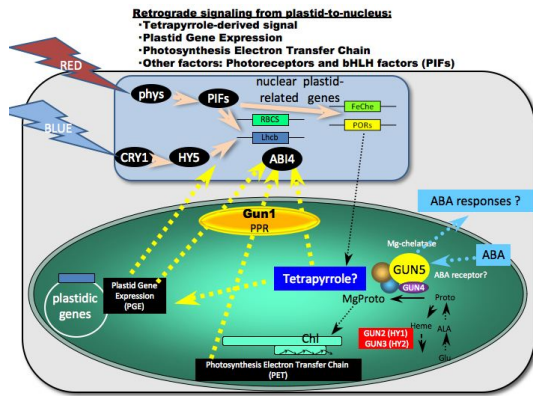 Retrograde signaling from plastid-to-nucleus:
•Tetrapyrrole-derived signal
•Plastid Gene Expression
•Photosynthesis Electron Transfer Chain
•Other factors: Photoreceptors and bHLH factors (PIFs)
RED
BLUE
phys
PIFs
nuclear plastid-
related genes
FeChe
RBCS
PORs
Lhcb
CRY1
HY5
ABI4
ABA responses ?
Gun1
PPR
Mg-chelatase
ABA
GUN5
ABA receptor?
GUN4
Tetrapyrrole?
Plastid Gene
Expression
(PGE)
plastidic
genes
MgProto
Proto
Heme
ALA
Glu
GUN2 (HY1)
GUN3 (HY2)
Chl
Photosynthesis Electron Transfer Chain
(PET)